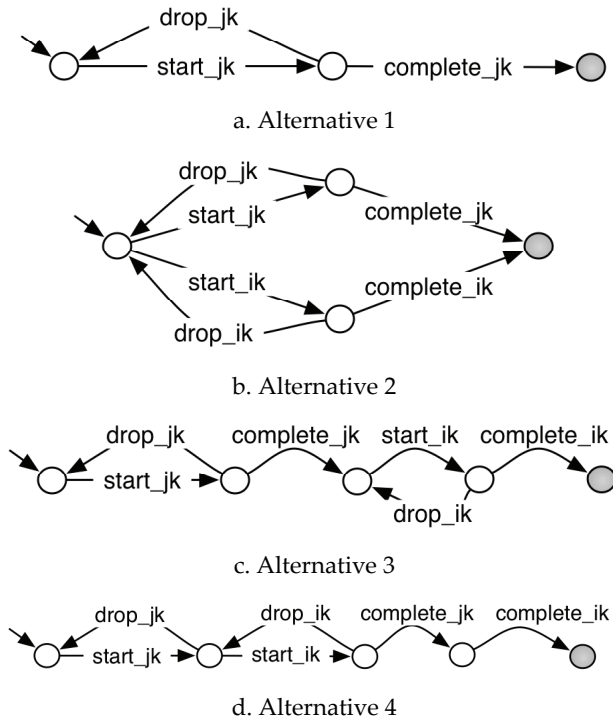 drop_jk
start_jk complete_jk
a. Alternative 1
drop_jk
start_jk complete_jk
start_ik complete_ik
drop_ik
b. Alternative 2
drop_jk complete_jk start_ik complete_ik
start_jk
drop_ik
c. Alternative 3
drop_jk drop_ik complete_jk complete_ik
start_jk start_ik
d. Alternative 4